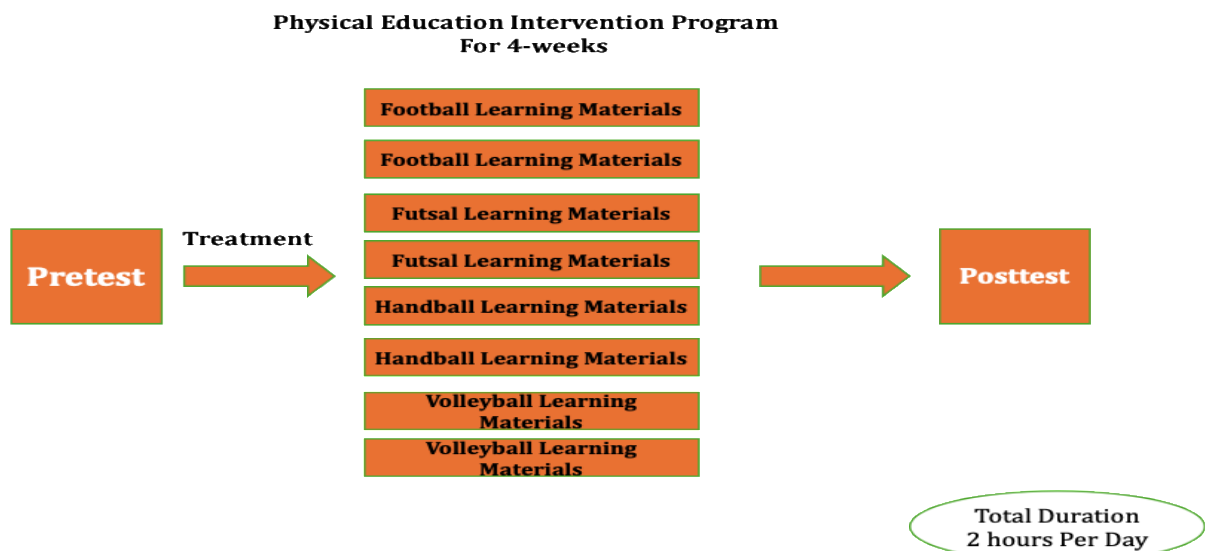 Physical Education Intervention Program
For 4-weeks
Football Learning Materials
Football Learning Materials
Futsal Learning Materials
Treatment
Futsal Learning Materials
Pretest
Posttest
Handball Learning Materials
Handball Learning Materials
Volleyball Learning
Materials
Volleyball Learning
Materials
Total Duration
2 hours Per Day